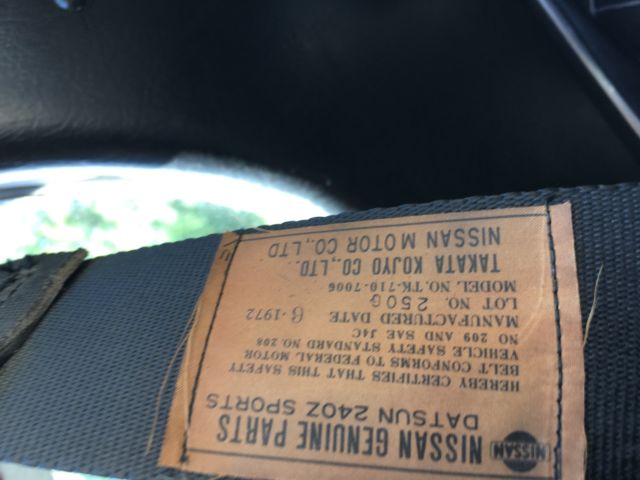 NISSAN
NISSAN GENUINE PARTS
DATSUN 240Z SPORTS
HEREBY CERTIFIES THAT THIS SAFETY
BELT CONFORMS TO FEDERAL MOTOR
VEHICLE SAFETY STANDARD NO. 208
NO 209 AND SAE J4C
MANUFACTURED DATE 6.1972
LOT NO. 250G
MODEL NO. TK-710-7006
TAKATA KOJYO CO., LTD.
NISSAN MOTOR CO., LTD